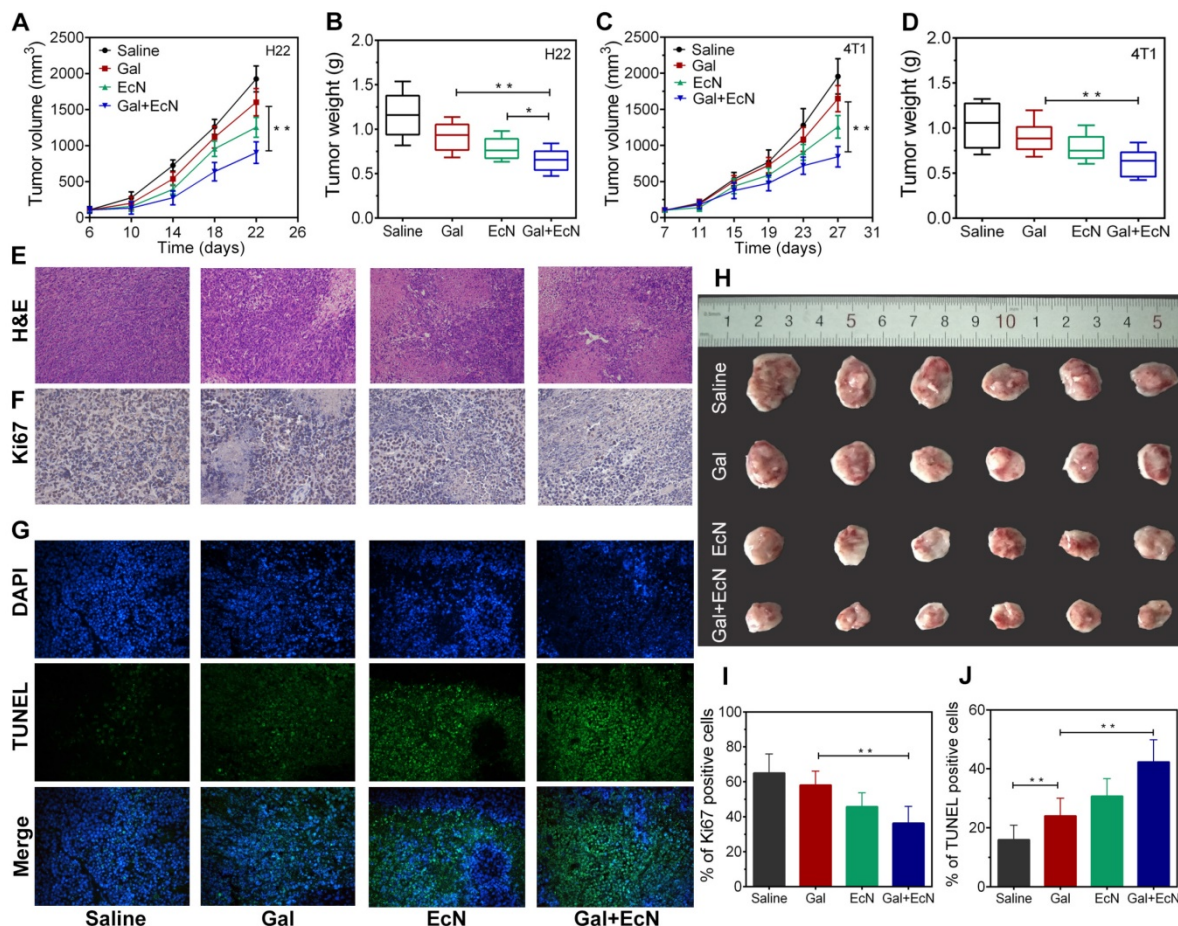 A
Tumor volume (mm³)
2500
2000
1500
1000
500
0
H22
Saline
Gal
EcN
Gal+EcN
**
6 10 14 18 22 26
Time (days)
B
Tumor weight (g)
2.0
1.5
1.0
0.5
0.0
H22
**
*
Saline Gal EcN Gal+EcN
C
Tumor volume (mm³)
2500
2000
1500
1000
500
0
4T1
Saline
Gal
EcN
Gal+EcN
**
7 11 15 19 23 27 31
Time (days)
D
Tumor weight (g)
2.0
1.5
1.0
0.5
0.0
4T1
**
Saline Gal EcN Gal+EcN
E
H&E
F
Ki67
G
DAPI
TUNEL
Merge
Saline Gal EcN Gal+EcN
H
1 2 3 4 5 6 7 8 9 10 1 2 3 4 5
Saline
Gal
EcN
Gal+EcN
I
% of Ki67 positive cells
100
80
60
40
20
0
**
Saline Gal EcN Gal+EcN
J
% of TUNEL positive cells
60
40
20
0
**
**
Saline Gal EcN Gal+EcN